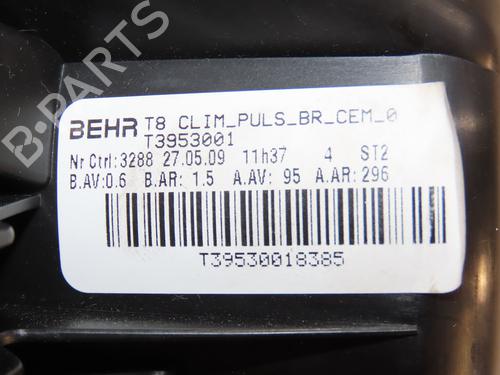 BEHR T8 CLIM_PULS_BR_CEM_0
T3953001
Nr Ctrl:3288 27.05.09 11h37 4 ST2
B.AV:0.6 B.AR: 1.5 A.AV: 95 A.AR:296
T39530018385
B-PARTS